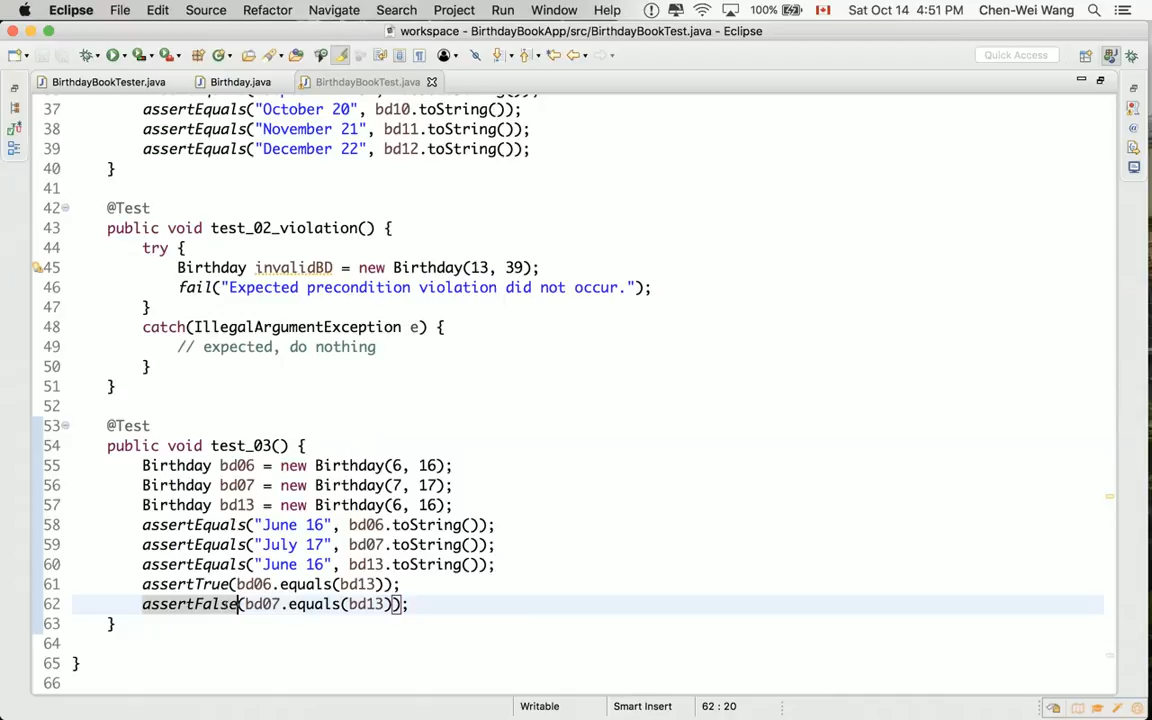 Eclipse File Edit Source Refactor Navigate Search Project Run Window Help 100% Sat Oct 14 4:51 PM Chen-Wei Wang
workspace - BirthdayBookApp/src/BirthdayBookTest.java - Eclipse
Quick Access
BirthdayBookTester.java Birthday.java BirthdayBookTest.java
37 assertEquals("October 20", bd10.toString());
38 assertEquals("November 21", bd11.toString());
39 assertEquals("December 22", bd12.toString());
40 }
41
42 @Test
43 public void test_02_violation() {
44 try {
45 Birthday invalidBD = new Birthday(13, 39);
46 fail("Expected precondition violation did not occur.");
47 }
48 catch(IllegalArgumentException e) {
49 // expected, do nothing
50 }
51 }
52
53 @Test
54 public void test_03() {
55 Birthday bd06 = new Birthday(6, 16);
56 Birthday bd07 = new Birthday(7, 17);
57 Birthday bd13 = new Birthday(6, 16);
58 assertEquals("June 16", bd06.toString());
59 assertEquals("July 17", bd07.toString());
60 assertEquals("June 16", bd13.toString());
61 assertTrue(bd06.equals(bd13));
62 assertFalse(bd07.equals(bd13));
63 }
64
65 }
66
Writable Smart Insert 62 : 20